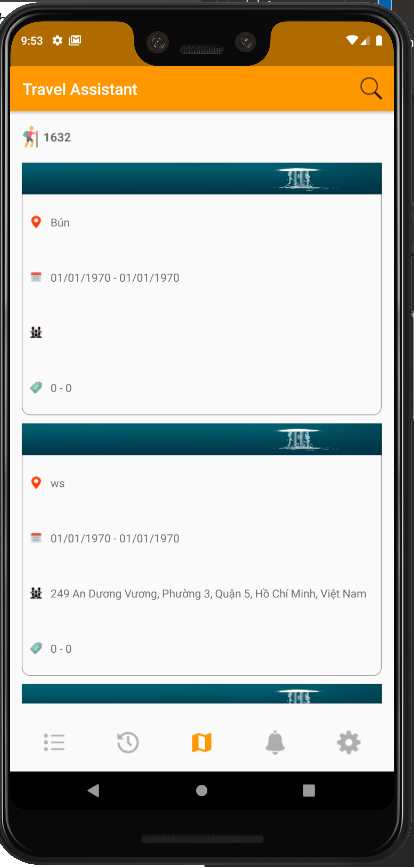 9:53
Travel Assistant
1632
Bún
01/01/1970 - 01/01/1970
0 - 0
ws
01/01/1970 - 01/01/1970
249 An Dương Vương, Phường 3, Quận 5, Hồ Chí Minh, Việt Nam
0 - 0